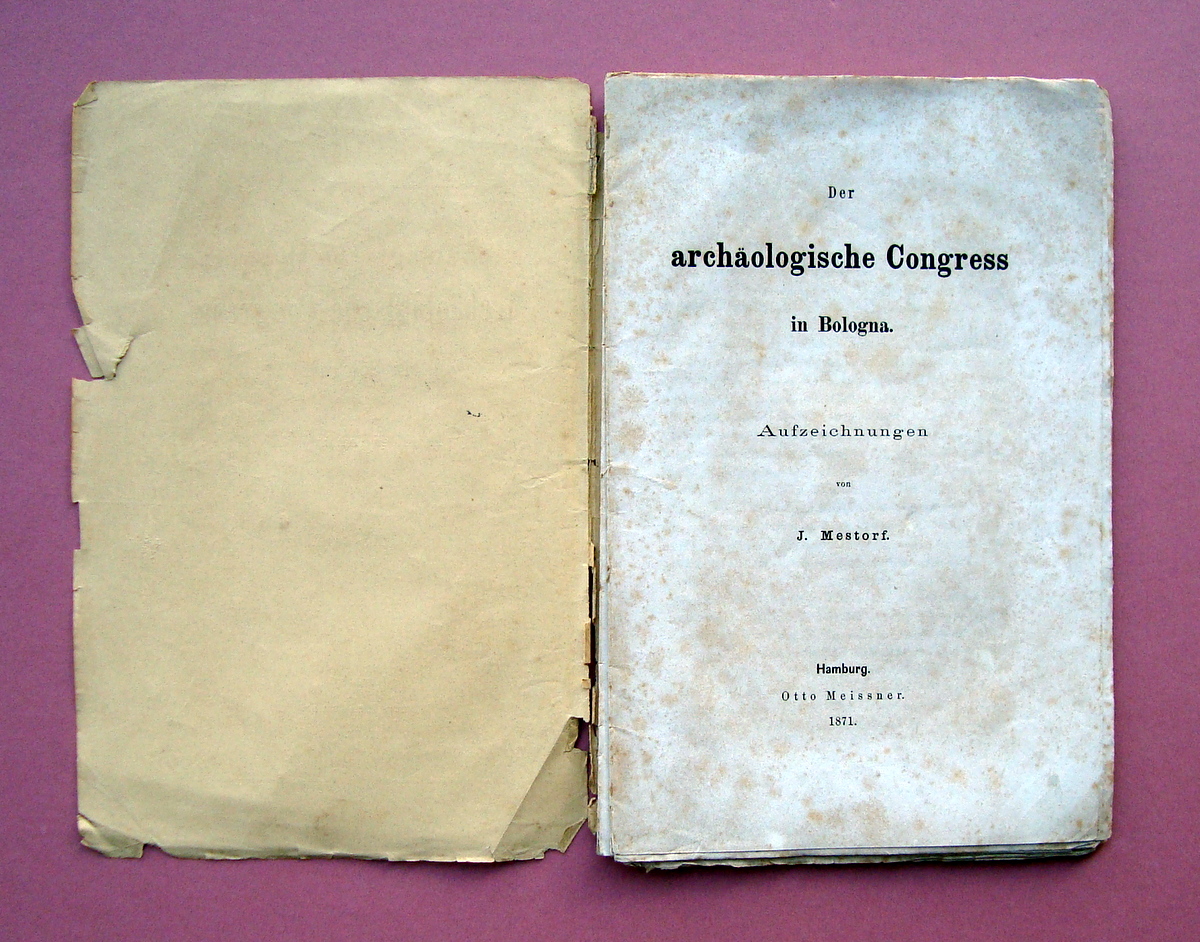 Der
archäologische Congress
in Bologna.
Aufzeichnungen
von
J. Mestorf.
Hamburg.
Otto Meissner.
1871.